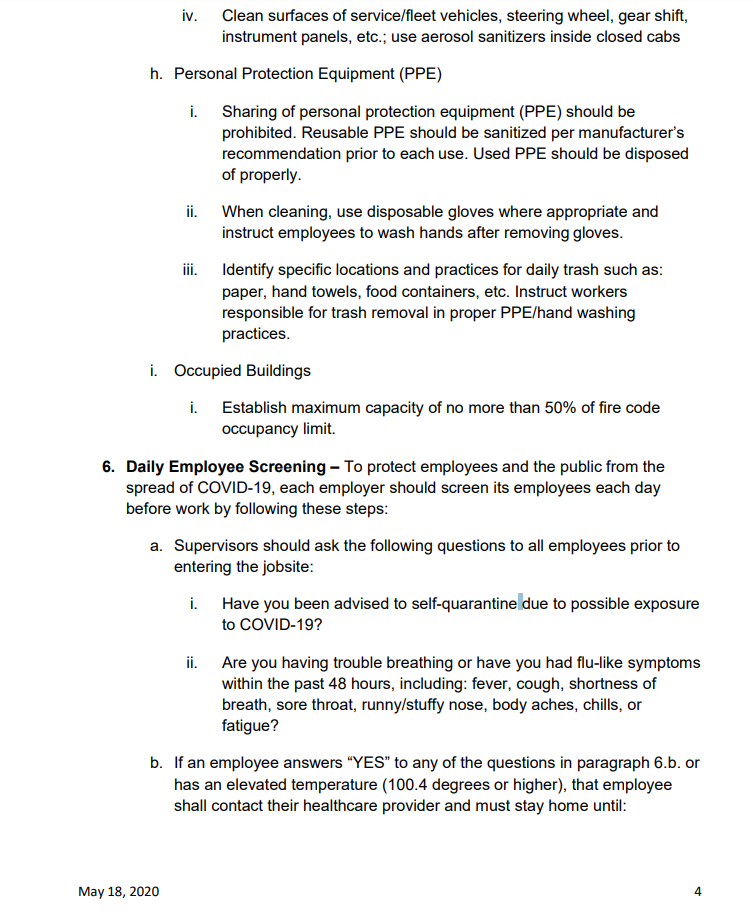 iv. Clean surfaces of service/fleet vehicles, steering wheel, gear shift,
instrument panels, etc.; use aerosol sanitizers inside closed cabs
h. Personal Protection Equipment (PPE)
i. Sharing of personal protection equipment (PPE) should be
prohibited. Reusable PPE should be sanitized per manufacturer’s
recommendation prior to each use. Used PPE should be disposed
of properly.
ii. When cleaning, use disposable gloves where appropriate and
instruct employees to wash hands after removing gloves.
iii. Identify specific locations and practices for daily trash such as:
paper, hand towels, food containers, etc. Instruct workers
responsible for trash removal in proper PPE/hand washing
practices.
i. Occupied Buildings
i. Establish maximum capacity of no more than 50% of fire code
occupancy limit.
6. Daily Employee Screening – To protect employees and the public from the
spread of COVID-19, each employer should screen its employees each day
before work by following these steps:
a. Supervisors should ask the following questions to all employees prior to
entering the jobsite:
i. Have you been advised to self-quarantine due to possible exposure
to COVID-19?
ii. Are you having trouble breathing or have you had flu-like symptoms
within the past 48 hours, including: fever, cough, shortness of
breath, sore throat, runny/stuffy nose, body aches, chills, or
fatigue?
b. If an employee answers “YES” to any of the questions in paragraph 6.b. or
has an elevated temperature (100.4 degrees or higher), that employee
shall contact their healthcare provider and must stay home until:
May 18, 2020 4